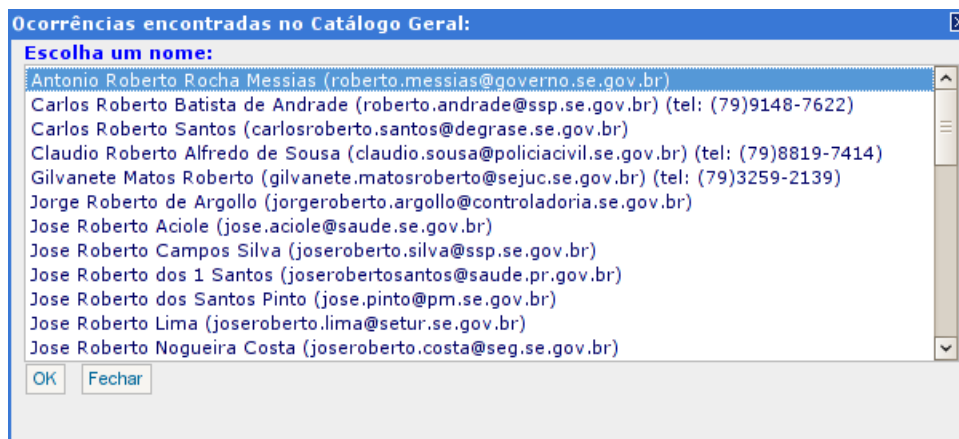 Ocorrências encontradas no Catálogo Geral:
Escolha um nome:
Antonio Roberto Rocha Messias (roberto.messias@governo.se.gov.br)
Carlos Roberto Batista de Andrade (roberto.andrade@ssp.se.gov.br) (tel: (79)9148-7622)
Carlos Roberto Santos (carlosroberto.santos@degrase.se.gov.br)
Claudio Roberto Alfredo de Sousa (claudio.sousa@policiacivil.se.gov.br) (tel: (79)8819-7414)
Gilvanete Matos Roberto (gilvanete.matosroberto@sejuc.se.gov.br) (tel: (79)3259-2139)
Jorge Roberto de Argollo (jorgeroberto.argollo@controladoria.se.gov.br)
Jose Roberto Aciole (jose.aciole@saude.se.gov.br)
Jose Roberto Campos Silva (joseroberto.silva@ssp.se.gov.br)
Jose Roberto dos 1 Santos (joserobertosantos@saude.pr.gov.br)
Jose Roberto dos Santos Pinto (jose.pinto@pm.se.gov.br)
Jose Roberto Lima (joseroberto.lima@setur.se.gov.br)
Jose Roberto Nogueira Costa (joseroberto.costa@seg.se.gov.br)
OK Fechar